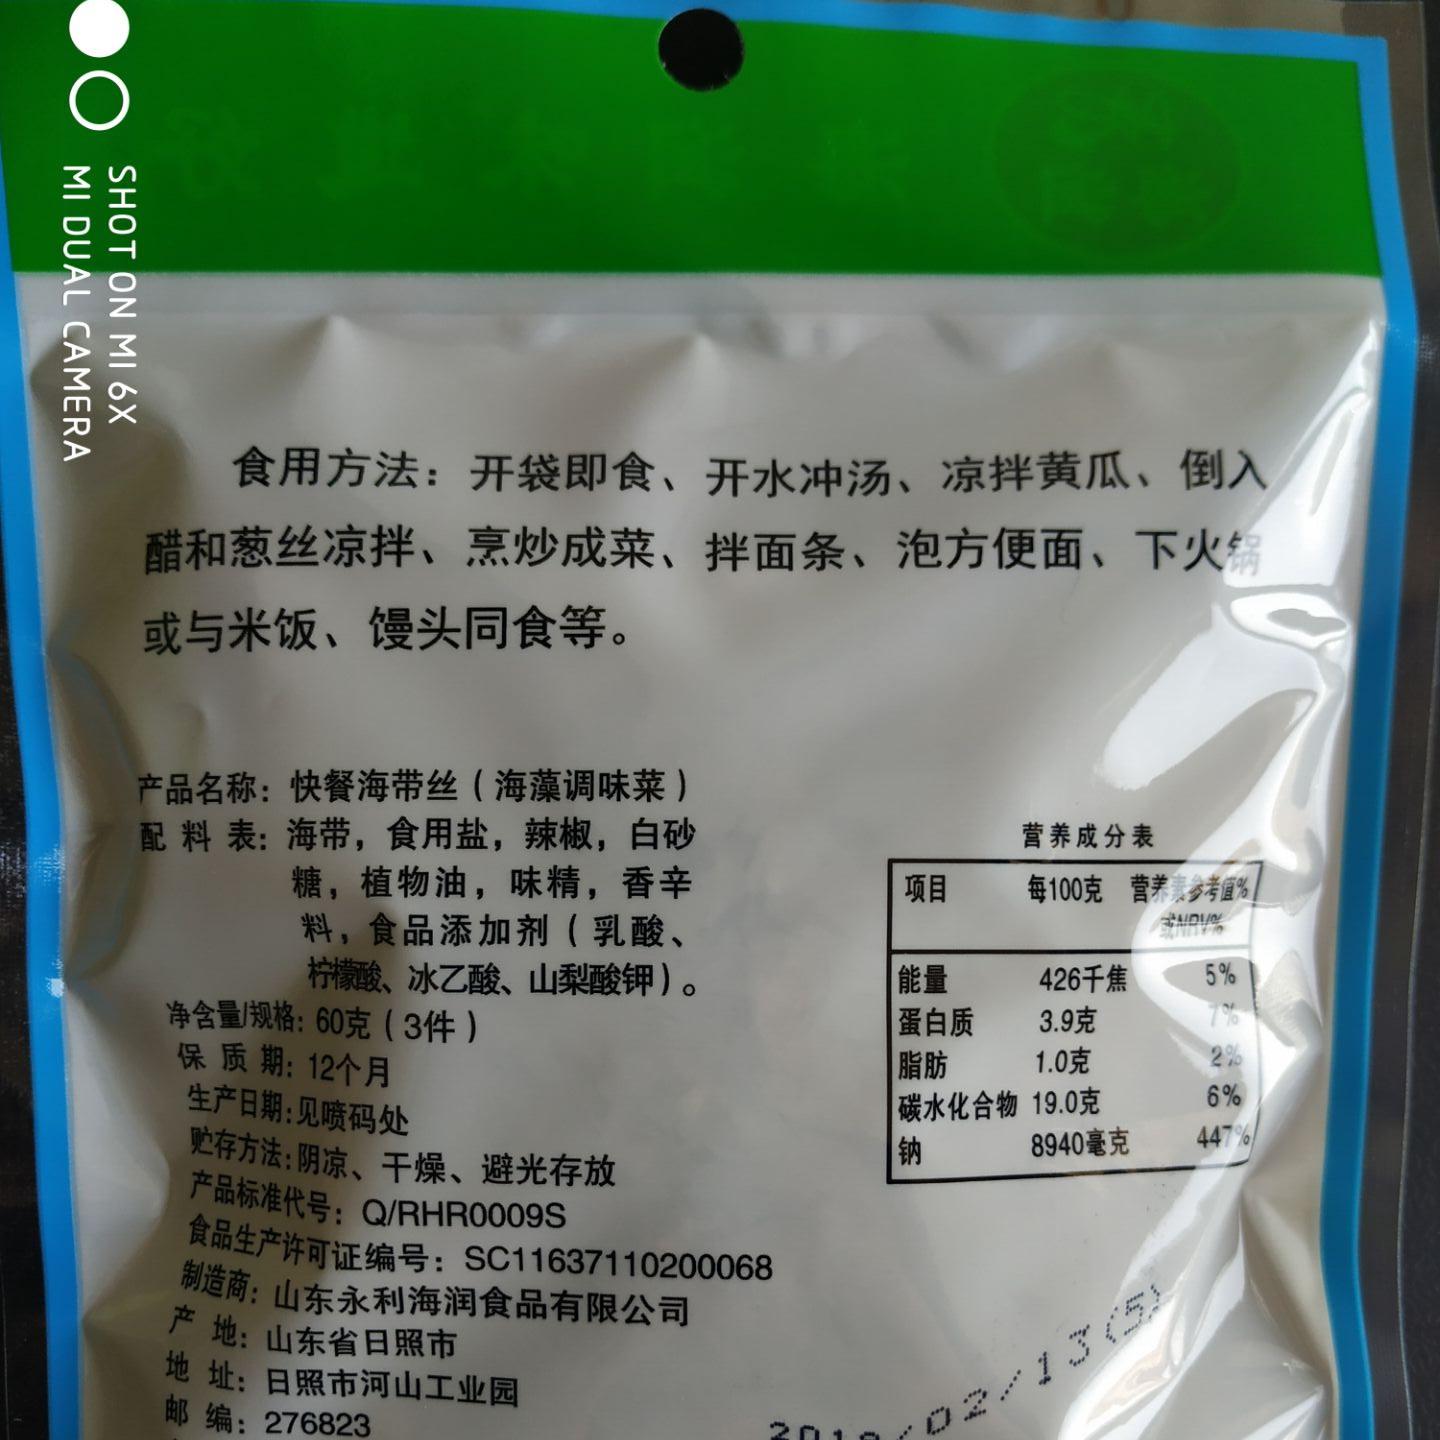 SHOT ON MI 6X
MI DUAL CAMERA
食用方法：开袋即食、开水冲汤、凉拌黄瓜、倒入
醋和葱丝凉拌、烹炒成菜、拌面条、泡方便面、下火锅
或与米饭、馒头同食等。
产品名称：快餐海带丝（海藻调味菜）
配料表：海带，食用盐，辣椒，白砂
糖，植物油，味精，香辛
料，食品添加剂（乳酸、
柠檬酸、冰乙酸、山梨酸钾）。
净含量/规格：60克（3件）
保质期：12个月
生产日期：见喷码处
贮存方法：阴凉、干燥、避光存放
产品标准代号：Q/RHR0009S
食品生产许可证编号：SC11637110200068
制造商：山东永利海润食品有限公司
产地：山东省日照市
地址：日照市河山工业园
邮编：276823
营养成分表
项目 每100克 营养素参考值%
或NRV%
能量 426千焦 5%
蛋白质 3.9克 7%
脂肪 1.0克 2%
碳水化合物 19.0克 6%
钠 8940毫克 447%
2019/02/13(5)